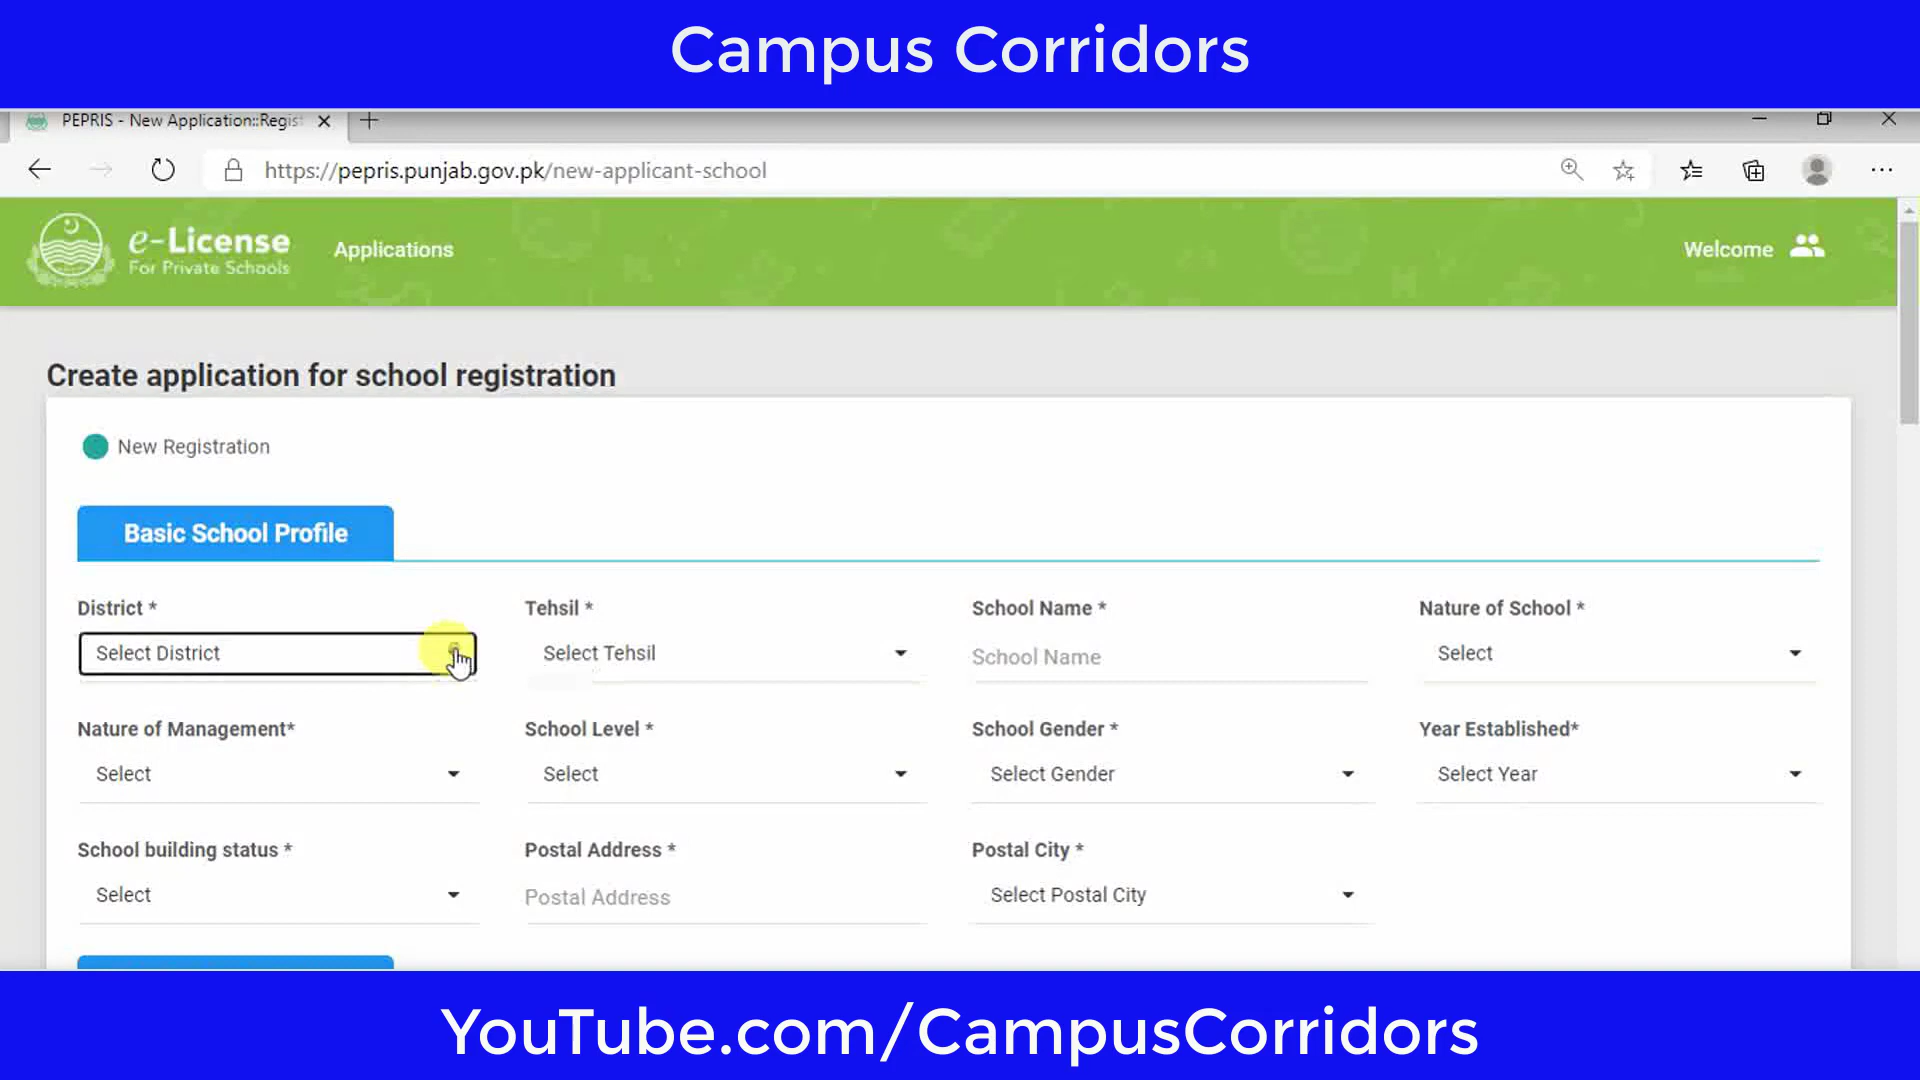 Campus Corridors
PEPRIS - New Application::Regist
https://pepris.punjab.gov.pk/new-applicant-school
e-License
For Private Schools
Applications
Welcome
Create application for school registration
New Registration
Basic School Profile
District * Tehsil * School Name * Nature of School *
Select District Select Tehsil School Name Select
Nature of Management* School Level * School Gender * Year Established*
Select Select Select Gender Select Year
School building status * Postal Address * Postal City *
Select Postal Address Select Postal City
YouTube.com/CampusCorridors